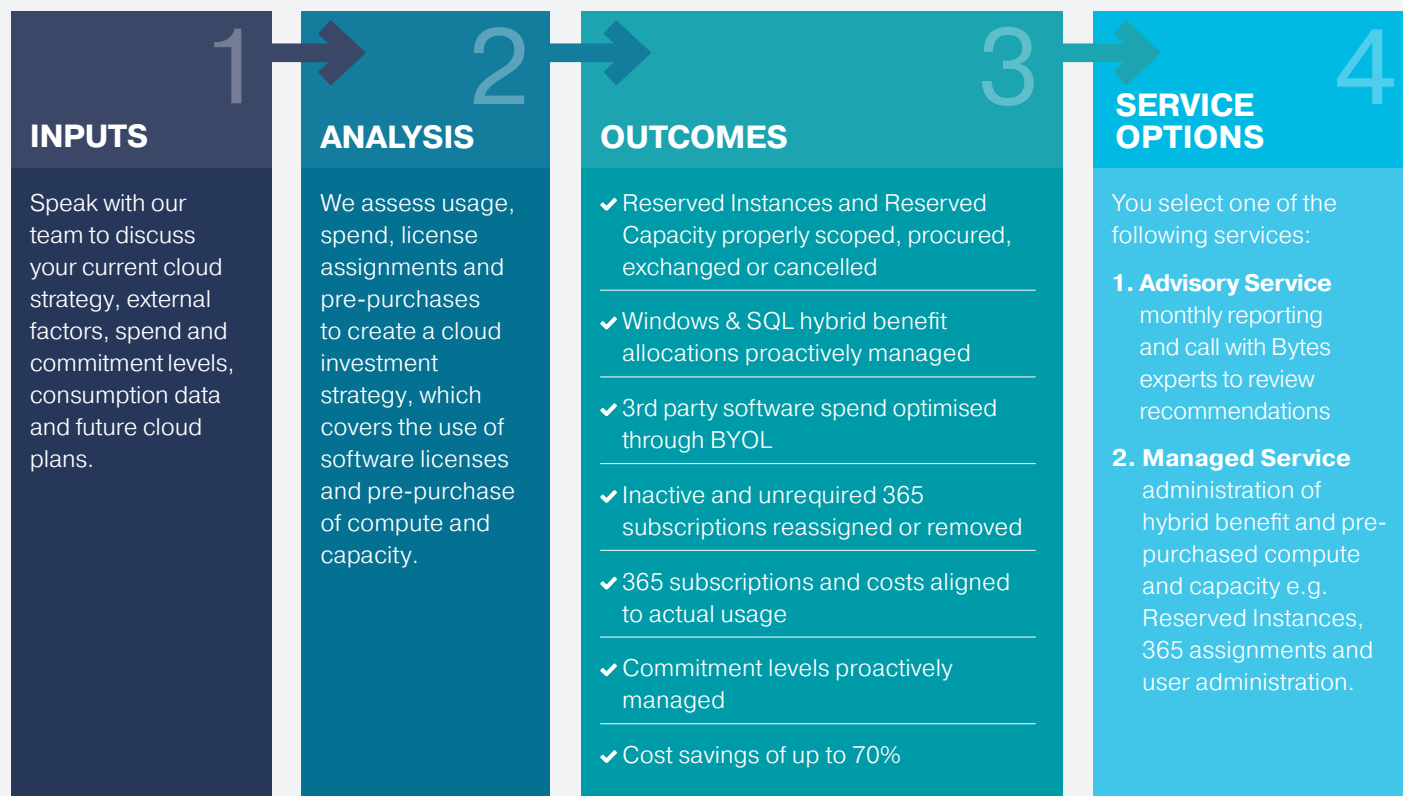 1
INPUTS
Speak with our
team to discuss
your current cloud
strategy, external
factors, spend and
commitment levels,
consumption data
and future cloud
plans.
2
ANALYSIS
We assess usage,
spend, license
assignments and
pre-purchases
to create a cloud
investment
strategy, which
covers the use of
software licenses
and pre-purchase
of compute and
capacity.
3
OUTCOMES
✓ Reserved Instances and Reserved
Capacity properly scoped, procured,
exchanged or cancelled
✓ Windows & SQL hybrid benefit
allocations proactively managed
✓ 3rd party software spend optimised
through BYOL
✓ Inactive and unrequired 365
subscriptions reassigned or removed
✓ 365 subscriptions and costs aligned
to actual usage
✓ Commitment levels proactively
managed
✓ Cost savings of up to 70%
4
SERVICE
OPTIONS
You select one of the
following services:
1. Advisory Service
monthly reporting
and call with Bytes
experts to review
recommendations
2. Managed Service
administration of
hybrid benefit and pre-
purchased compute
and capacity e.g.
Reserved Instances,
365 assignments and
user administration.